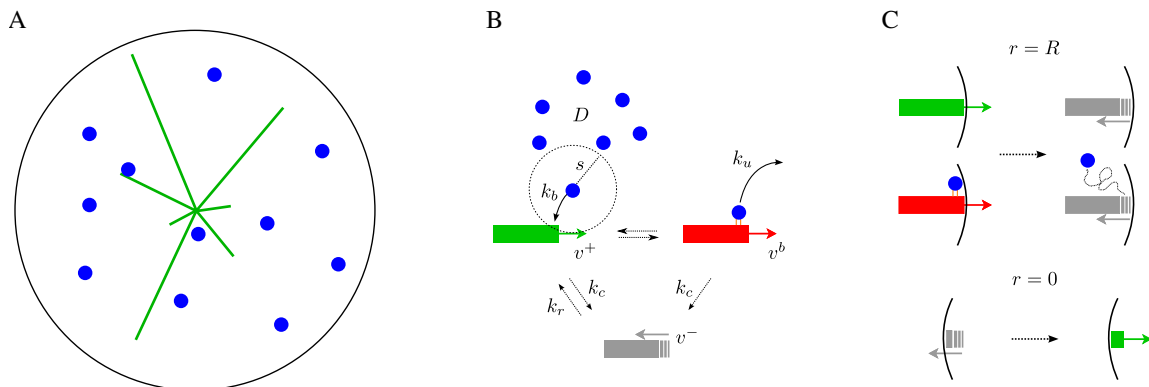 A
B
C
D
s
k_b
k_u
v^+
v^b
k_c
k_r
k_c
v^-
r = R
r = 0